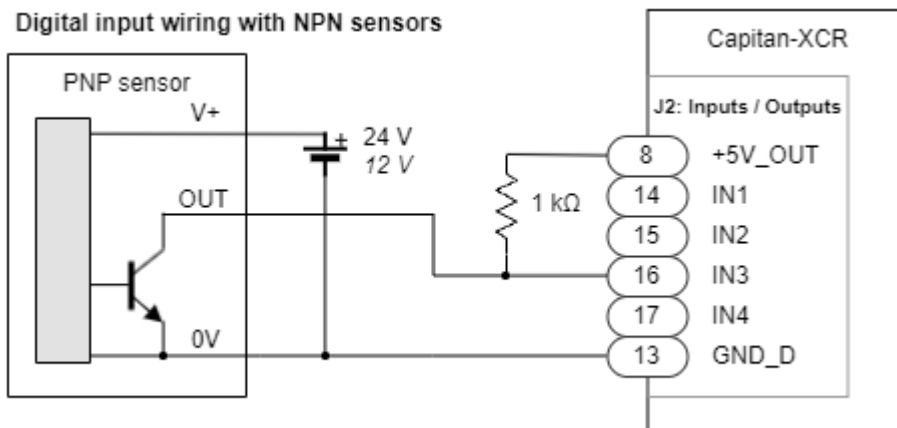 Digital input wiring with NPN sensors
Capitan-XCR
PNP sensor
J2: Inputs / Outputs
V+
+ 24 V
12 V
8 +5V_OUT
OUT
1 kΩ
14 IN1
15 IN2
16 IN3
17 IN4
0V
13 GND_D